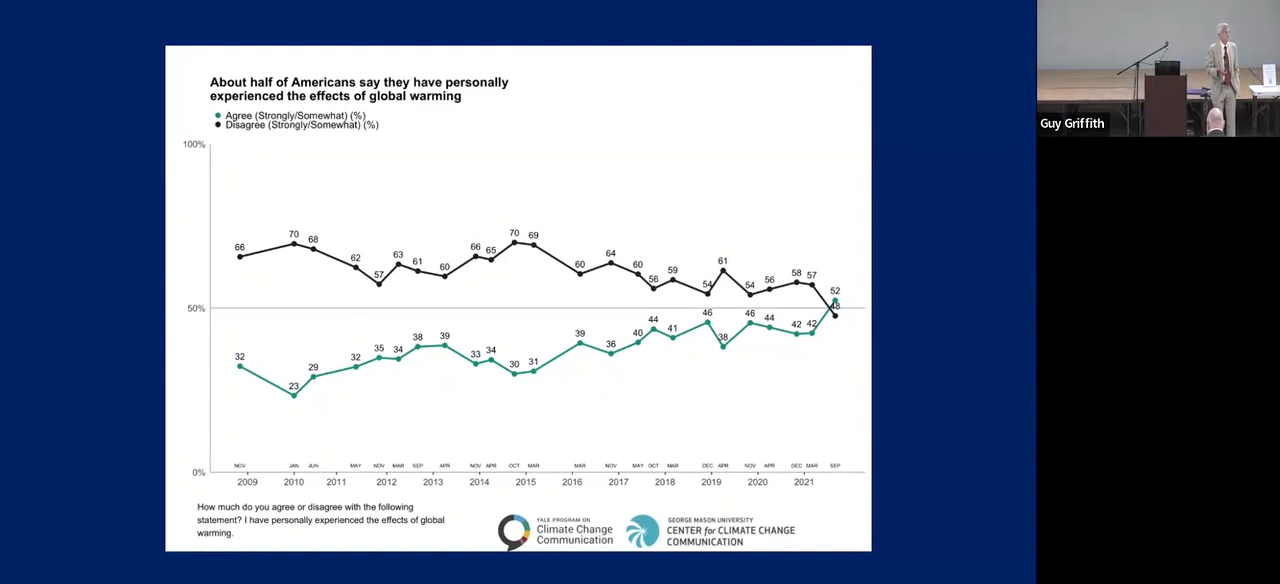 About half of Americans say they have personally
experienced the effects of global warming
Agree (Strongly/Somewhat) (%)
Disagree (Strongly/Somewhat) (%)
100%
50%
0%
66 70 68 62 57 63 61 60 66 65 70 69 60 64 60 56 59 54 61 54 56 58 57 48
32 23 29 32 35 34 38 39 33 34 30 31 39 36 40 44 41 46 38 46 44 42 42 52
NOV JAN JUN MAY NOV MAR SEP APR NOV APR OCT MAR MAR NOV MAY OCT MAR DEC APR NOV APR DEC MAR SEP
2009 2010 2011 2012 2013 2014 2015 2016 2017 2018 2019 2020 2021
How much do you agree or disagree with the following
statement? I have personally experienced the effects of global
warming.
YALE PROGRAM ON
Climate Change
Communication
GEORGE MASON UNIVERSITY
CENTER for CLIMATE CHANGE
COMMUNICATION
Guy Griffith